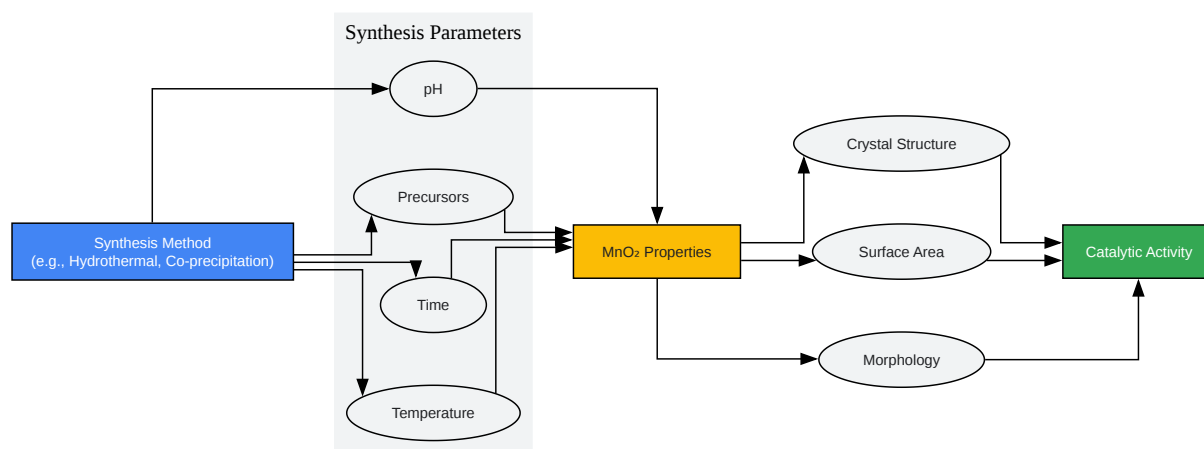 Synthesis Parameters
pH
Precursors
Time
Temperature
Synthesis Method
(e.g., Hydrothermal, Co-precipitation)
MnO₂ Properties
Crystal Structure
Surface Area
Morphology
Catalytic Activity